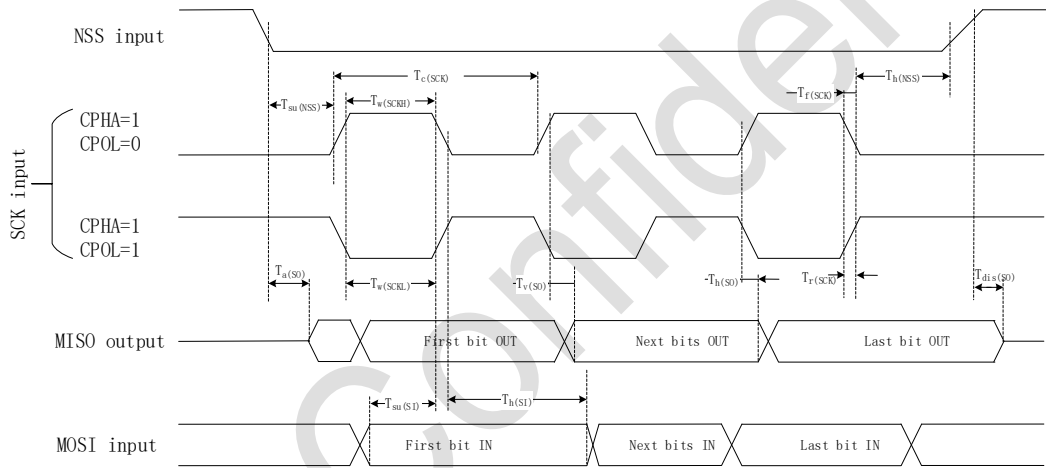 NSS input
Tc(SCK)
Th(NSS)
Tsu(NSS)
Tw(SCKH)
Tf(SCK)
CPHA=1
CPOL=0
SCK input
CPHA=1
CPOL=1
Ta(SO)
Tw(SCKL)
Tv(SO)
Th(SO)
Tr(SCK)
Tdis(SO)
MISO output
First bit OUT
Next bits OUT
Last bit OUT
Tsu(SI)
Th(SI)
MOSI input
First bit IN
Next bits IN
Last bit IN